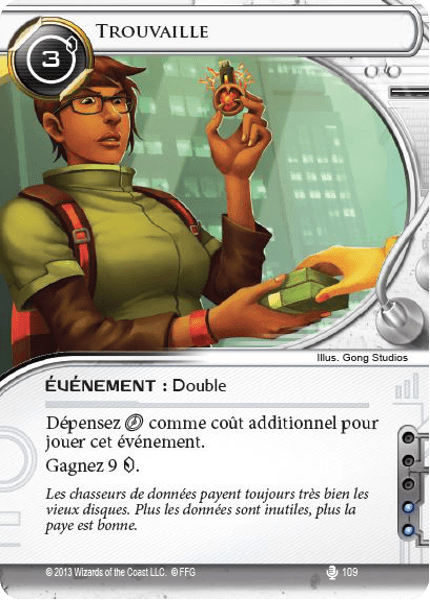 TROUVAILLE
3
Illus. Gong Studios
ÉVÉNEMENT : Double
Dépensez comme coût additionnel pour
jouer cet événement.
Gagnez 9 .
Les chasseurs de données payent toujours très bien les
vieux disques. Plus les données sont inutiles, plus la
paye est bonne.
© 2013 Wizards of the Coast LLC. © FFG 109